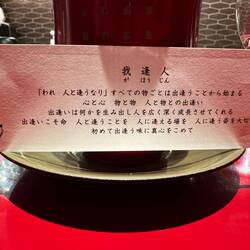 我逢人
が ほう じん
「われ 人と逢うなり」すべての物ごとは出逢うことから始まる
心と心 物と物 人と物との出逢い
出逢いは何かを生み出し人を広く深く成長させてくれる
出逢いこそ命 人と逢うことを 人に逢える場を 人に逢う姿を大切
初めて出逢う味に真心をこめて